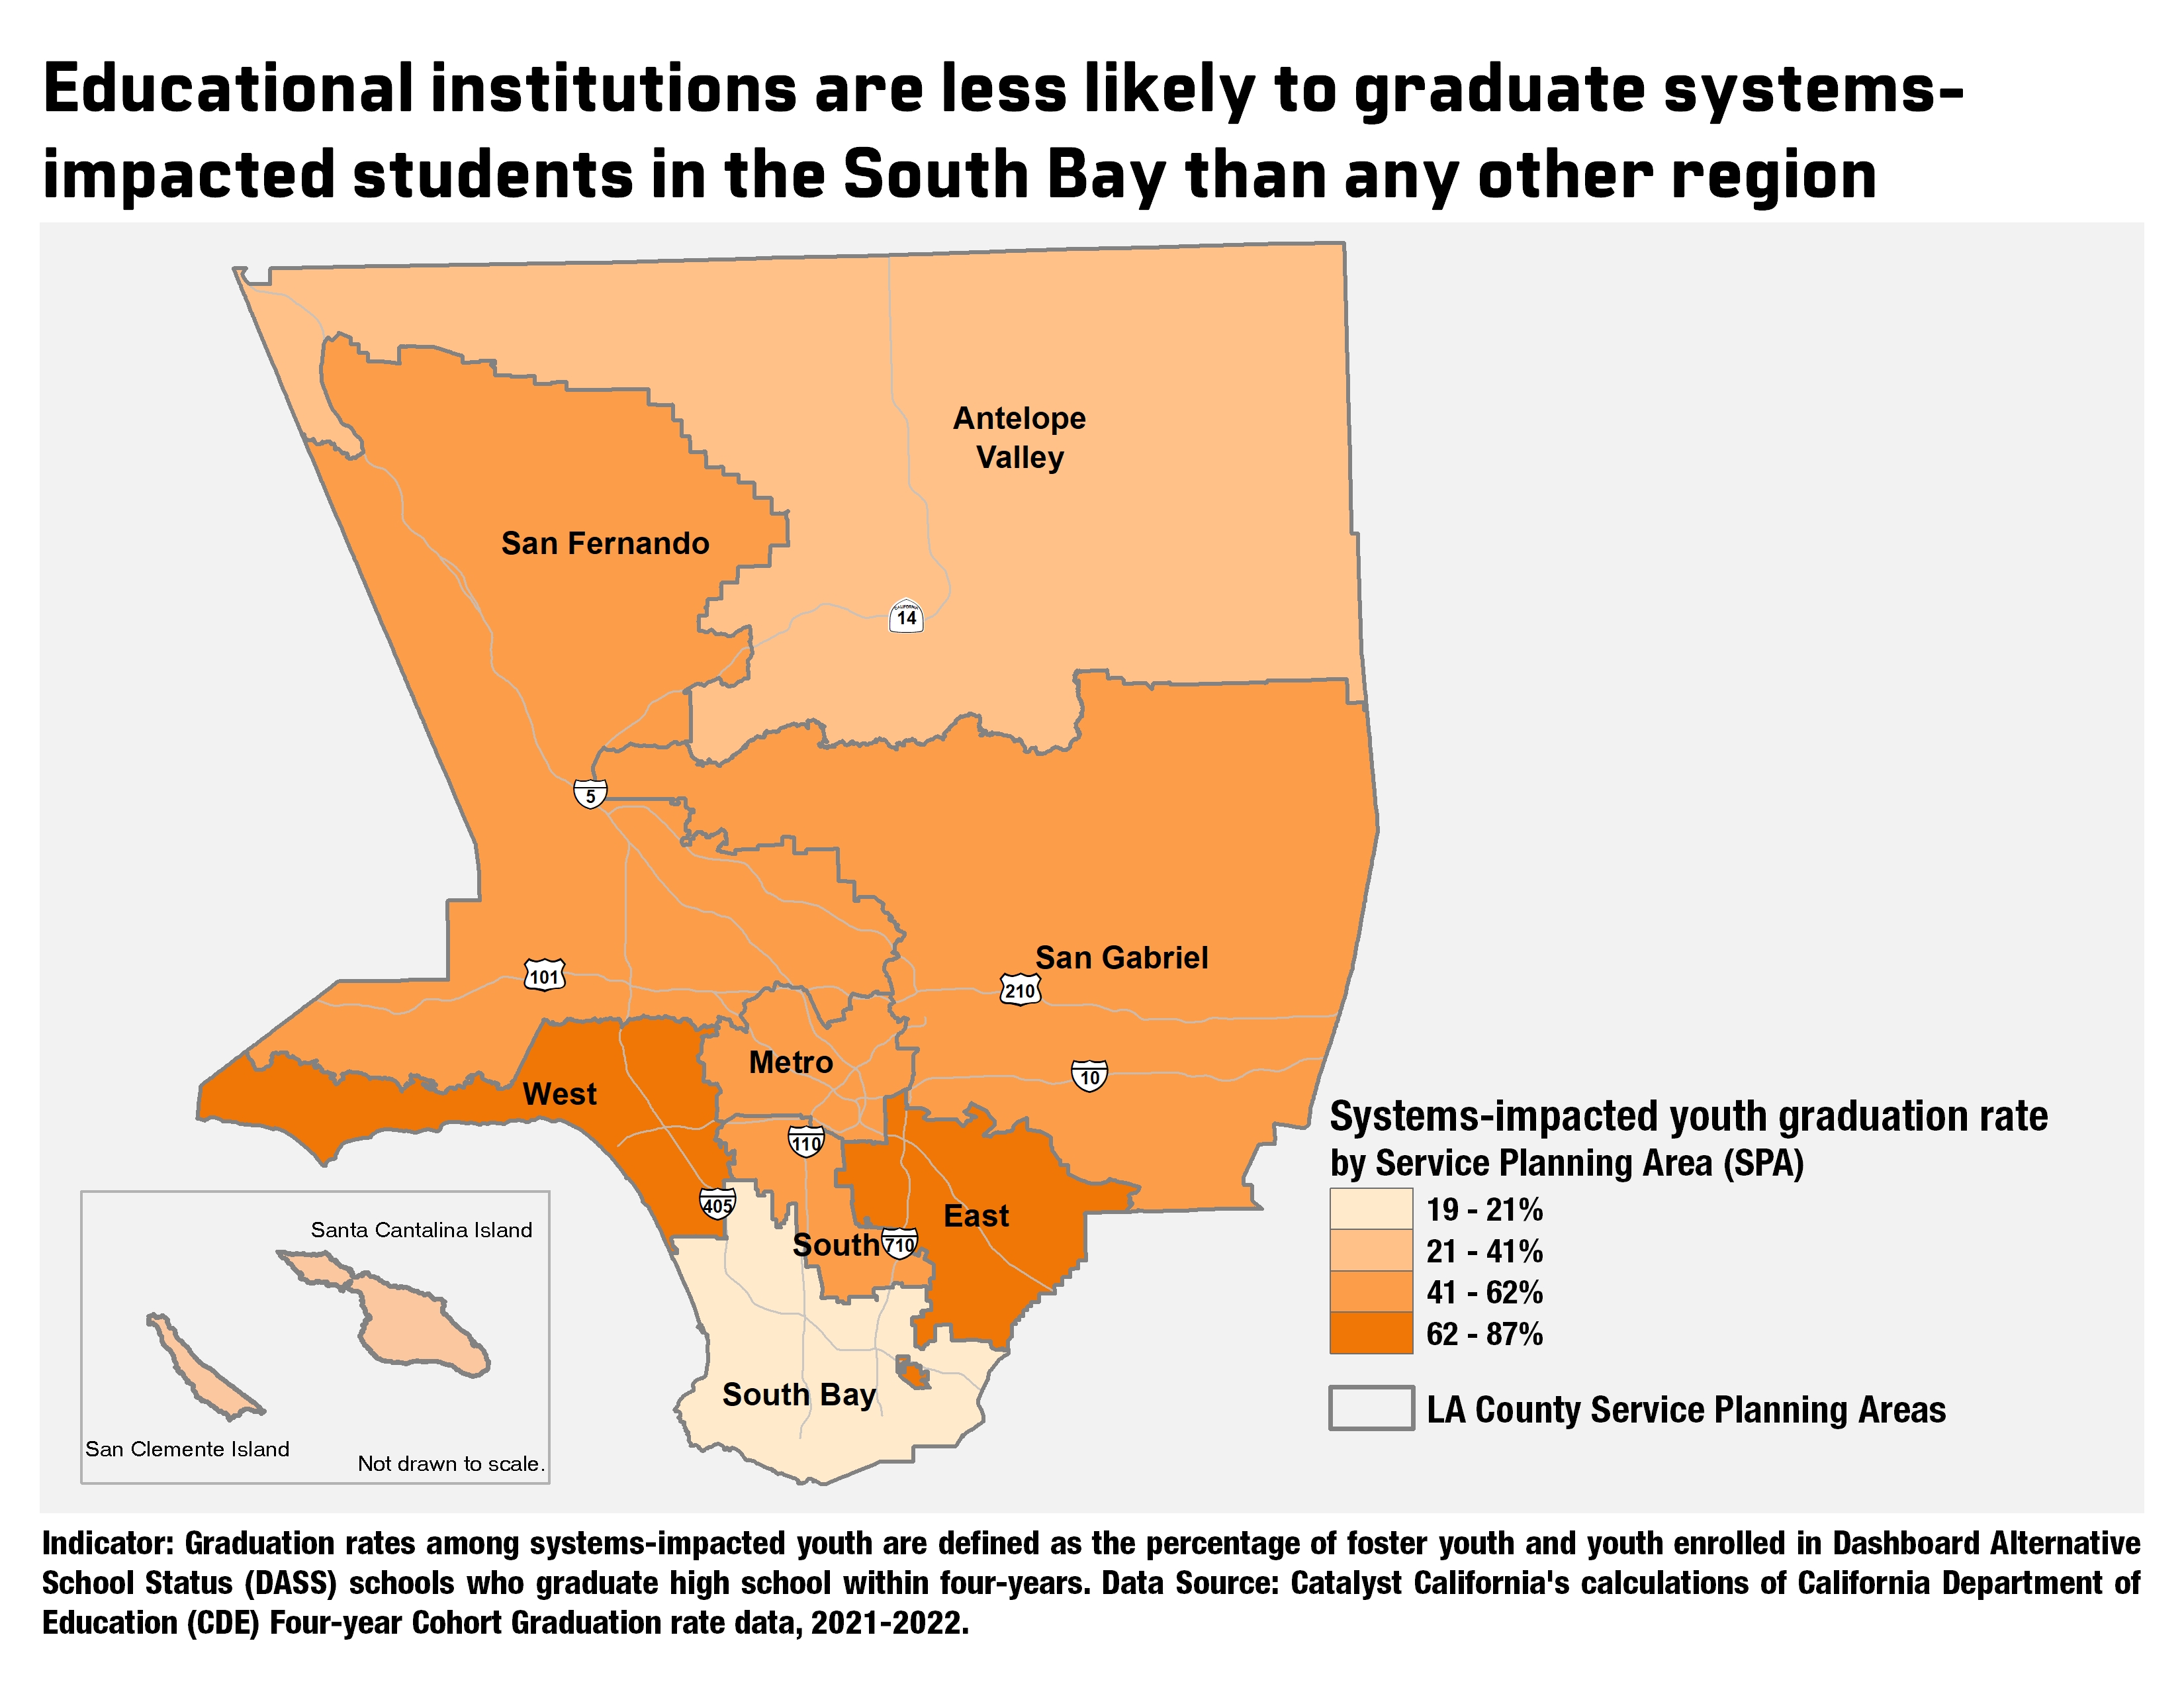 Educational institutions are less likely to graduate systems-
impacted students in the South Bay than any other region
Antelope
Valley
San Fernando
CALIFORNIA
14
5
San Gabriel
101
210
Metro
10
West
110
405
East
South
710
South Bay
Santa Cantalina Island
San Clemente Island
Not drawn to scale.
Systems-impacted youth graduation rate
by Service Planning Area (SPA)
19 - 21%
21 - 41%
41 - 62%
62 - 87%
LA County Service Planning Areas
Indicator: Graduation rates among systems-impacted youth are defined as the percentage of foster youth and youth enrolled in Dashboard Alternative
School Status (DASS) schools who graduate high school within four-years. Data Source: Catalyst California's calculations of California Department of
Education (CDE) Four-year Cohort Graduation rate data, 2021-2022.